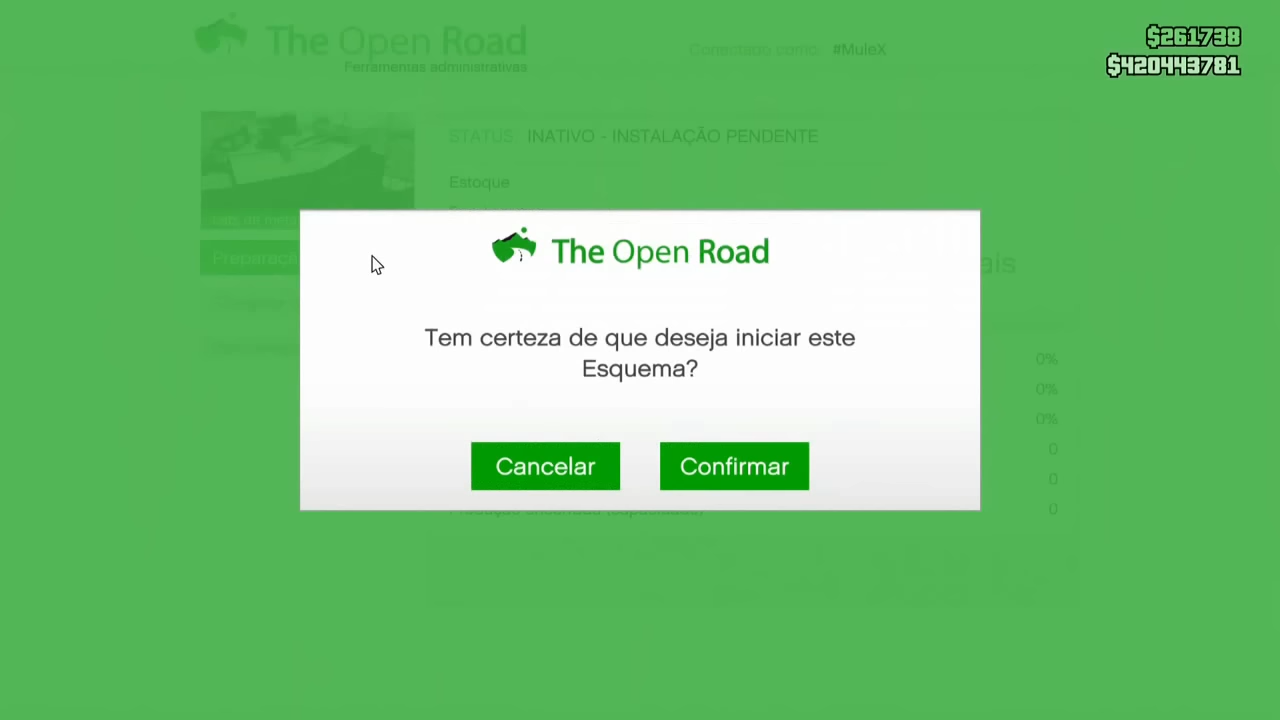 The Open Road
Ferramentas administrativas
Conectado como: #MuleX
$261738
$420443781
STATUS: INATIVO - INSTALAÇÃO PENDENTE
Estoque
The Open Road
Tem certeza de que deseja iniciar este
Esquema?
Cancelar
Confirmar
0%
0%
0%
0
0
0